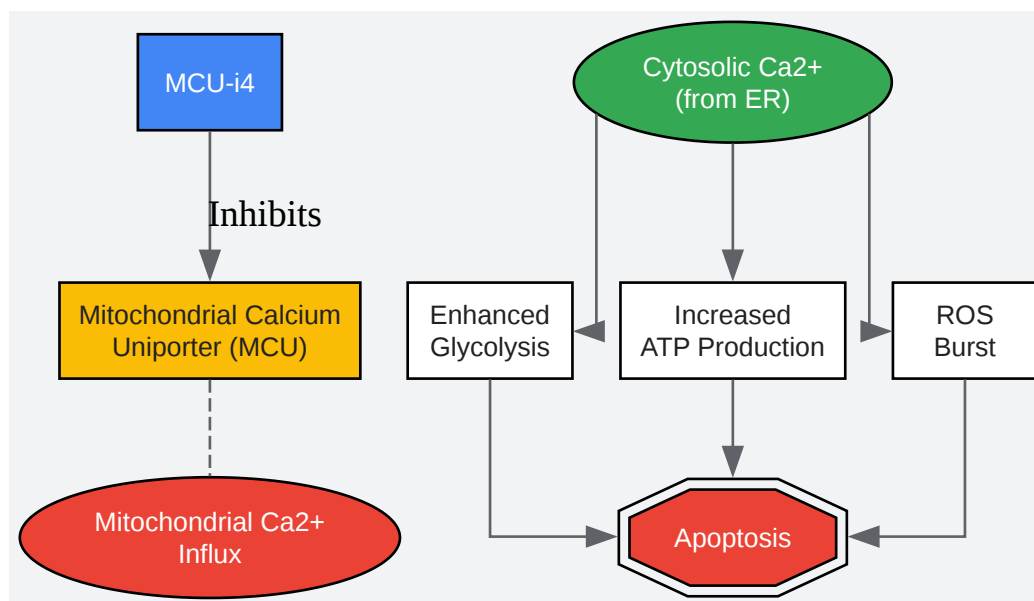 MCU-i4
Cytosolic Ca2+
(from ER)
Inhibits
Mitochondrial Calcium
Uniporter (MCU)
Enhanced
Glycolysis
Increased
ATP Production
ROS
Burst
Mitochondrial Ca2+
Influx
Apoptosis